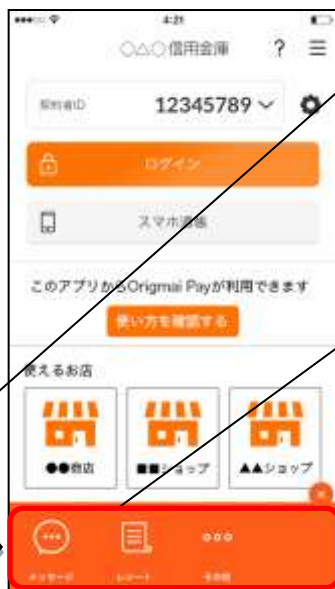 4:21
○△○信用金庫 ?
契約者ID 12345789
ログイン
スマホ通帳
このアプリからOrigmai Payが利用できます
使い方を確認する
使えるお店
●●商店 ■■ショップ ▲▲ショップ
メッセージ レシート その他